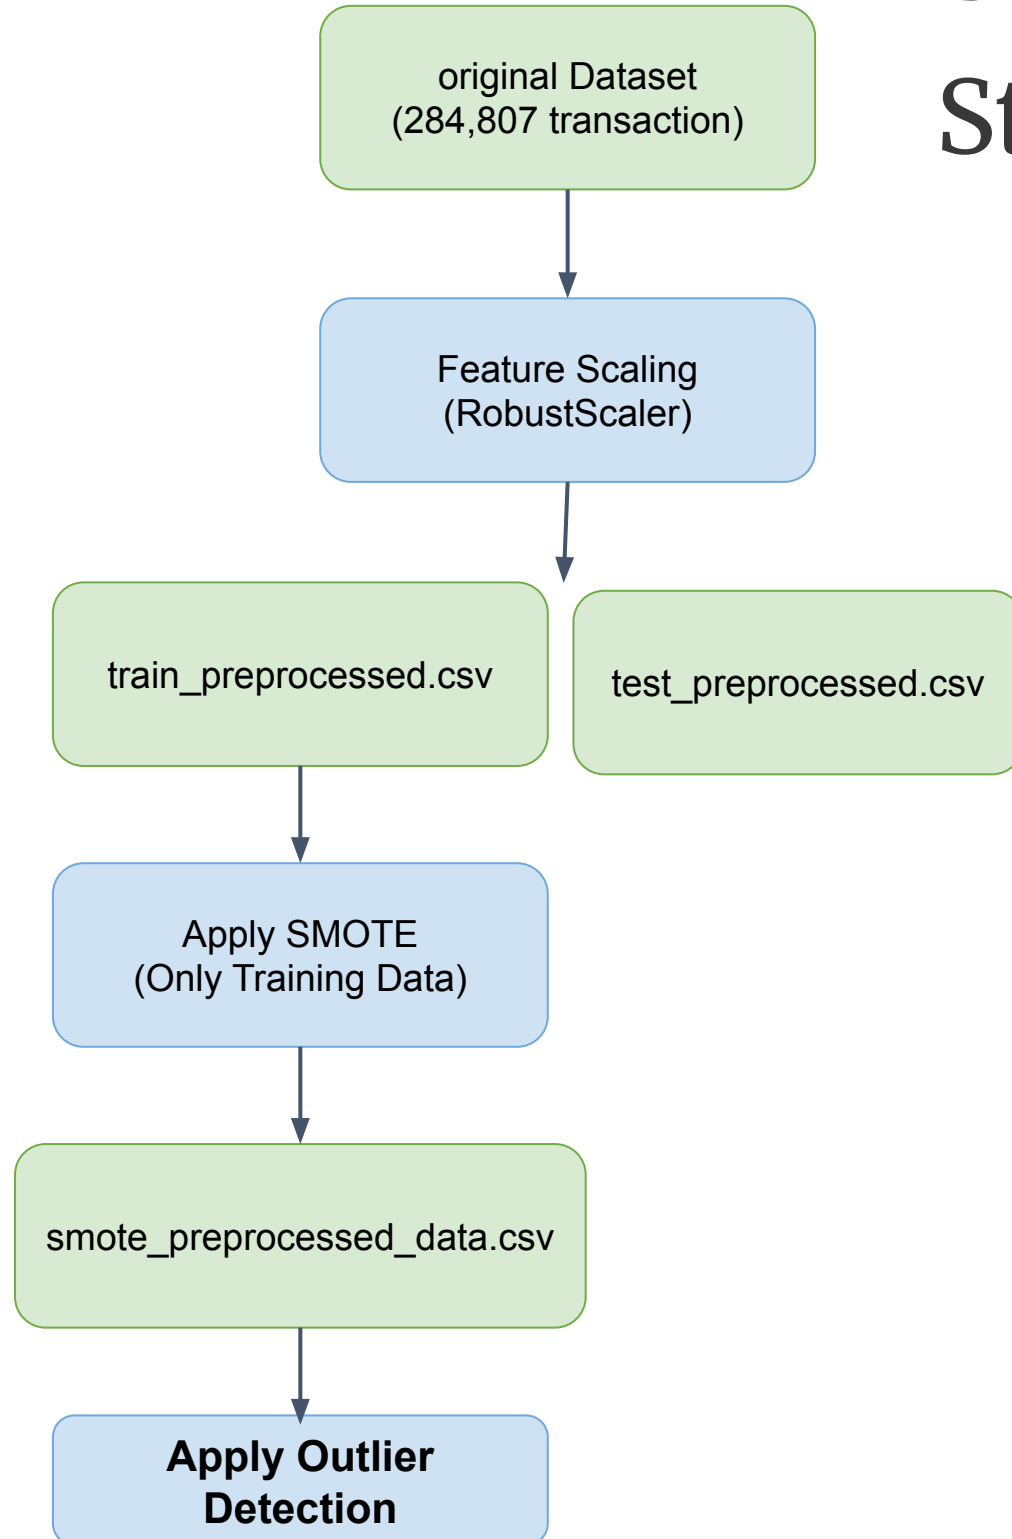 original Dataset
(284,807 transaction)
St
Feature Scaling
(RobustScaler)
train_preprocessed.csv
test_preprocessed.csv
Apply SMOTE
(Only Training Data)
smote_preprocessed_data.csv
Apply Outlier
Detection